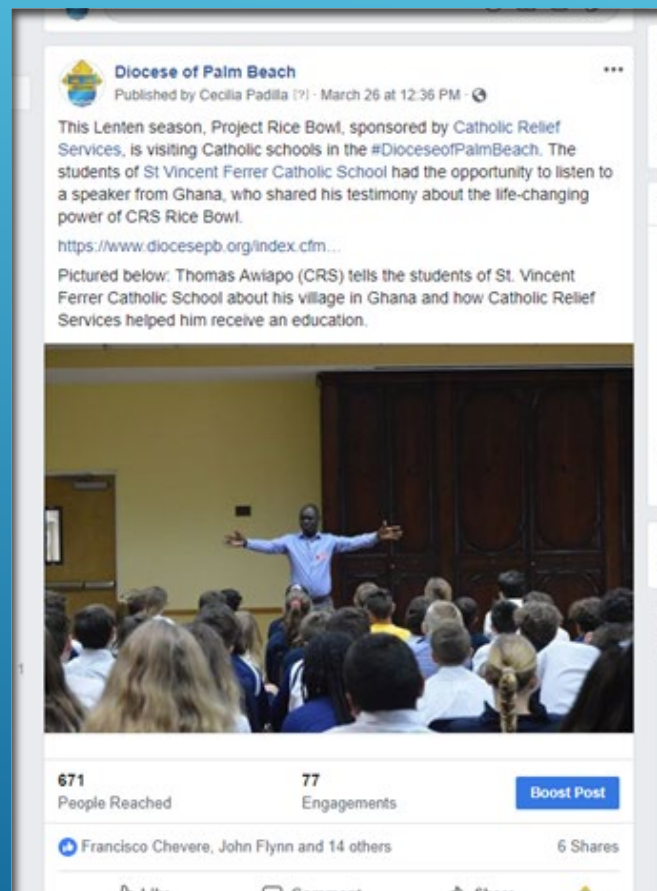 Diocese of Palm Beach
Published by Cecilia Padilla [?] · March 26 at 12:36 PM ·
This Lenten season, Project Rice Bowl, sponsored by Catholic Relief
Services, is visiting Catholic schools in the #DioceseofPalmBeach. The
students of St Vincent Ferrer Catholic School had the opportunity to listen to
a speaker from Ghana, who shared his testimony about the life-changing
power of CRS Rice Bowl.
https://www.diocesepb.org/index.cfm...
Pictured below: Thomas Awiapo (CRS) tells the students of St. Vincent
Ferrer Catholic School about his village in Ghana and how Catholic Relief
Services helped him receive an education.
1
671 77 Boost Post
People Reached Engagements
Francisco Chevere, John Flynn and 14 others 6 Shares
Like Comment Share